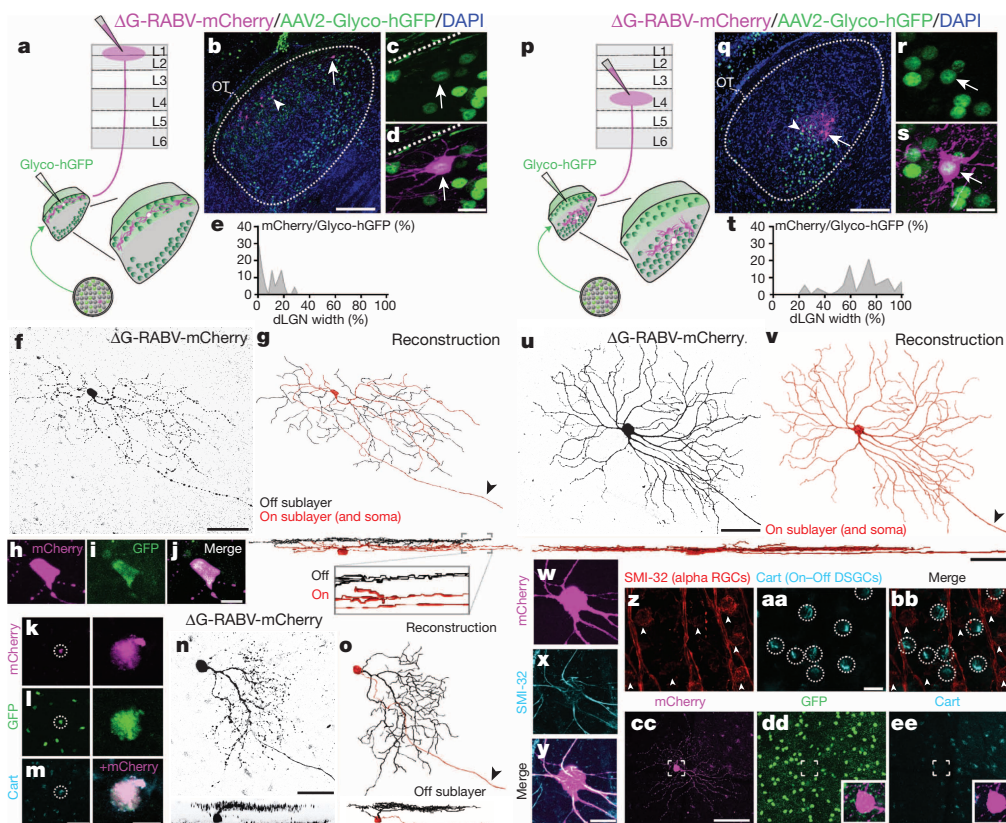 ΔG-RABV-mCherry/AAV2-Glyco-hGFP/DAPI
a
L1
L2
L3
L4
L5
L6
Glyco-hGFP
b
OT
c
d
e
mCherry/Glyco-hGFP (%)
40
30
20
10
0
0 20 40 60 80 100
dLGN width (%)
f
ΔG-RABV-mCherry
g
Reconstruction
Off sublayer
On sublayer (and soma)
Off
On
h
mCherry
i
GFP
j
Merge
k
mCherry
l
GFP
m
Cart
+mCherry
n
ΔG-RABV-mCherry
o
Reconstruction
Off sublayer
ΔG-RABV-mCherry/AAV2-Glyco-hGFP/DAPI
p
L1
L2
L3
L4
L5
L6
Glyco-hGFP
q
OT
r
s
t
mCherry/Glyco-hGFP (%)
40
30
20
10
0
0 20 40 60 80 100
dLGN width (%)
u
ΔG-RABV-mCherry.
v
Reconstruction
On sublayer (and soma)
w
mCherry
x
SMI-32
y
Merge
z
SMI-32 (alpha RGCs)
aa
Cart (On–Off DSGCs)
bb
Merge
cc
mCherry
dd
GFP
ee
Cart